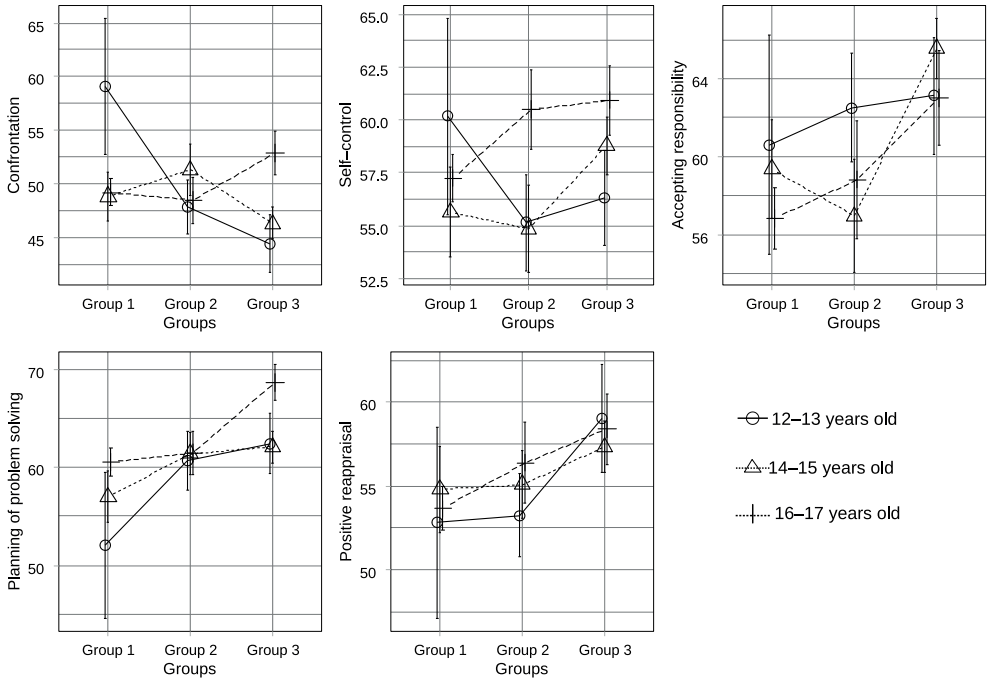 Confrontation
65
60
55
50
45
Group 1 Group 2 Group 3
Groups
Self–control
65.0
62.5
60.0
57.5
55.0
52.5
Group 1 Group 2 Group 3
Groups
Accepting responsibility
64
60
56
Group 1 Group 2 Group 3
Groups
Planning of problem solving
70
60
50
Group 1 Group 2 Group 3
Groups
Positive reappraisal
60
55
50
Group 1 Group 2 Group 3
Groups
12–13 years old
14–15 years old
16–17 years old